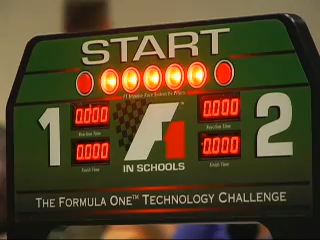 START
1
0.000
Reaction Time
0.000
Finish Time
F1
IN SCHOOLS
0.000
Reaction Time
0.000
Finish Time
2
THE FORMULA ONE™ TECHNOLOGY CHALLENGE